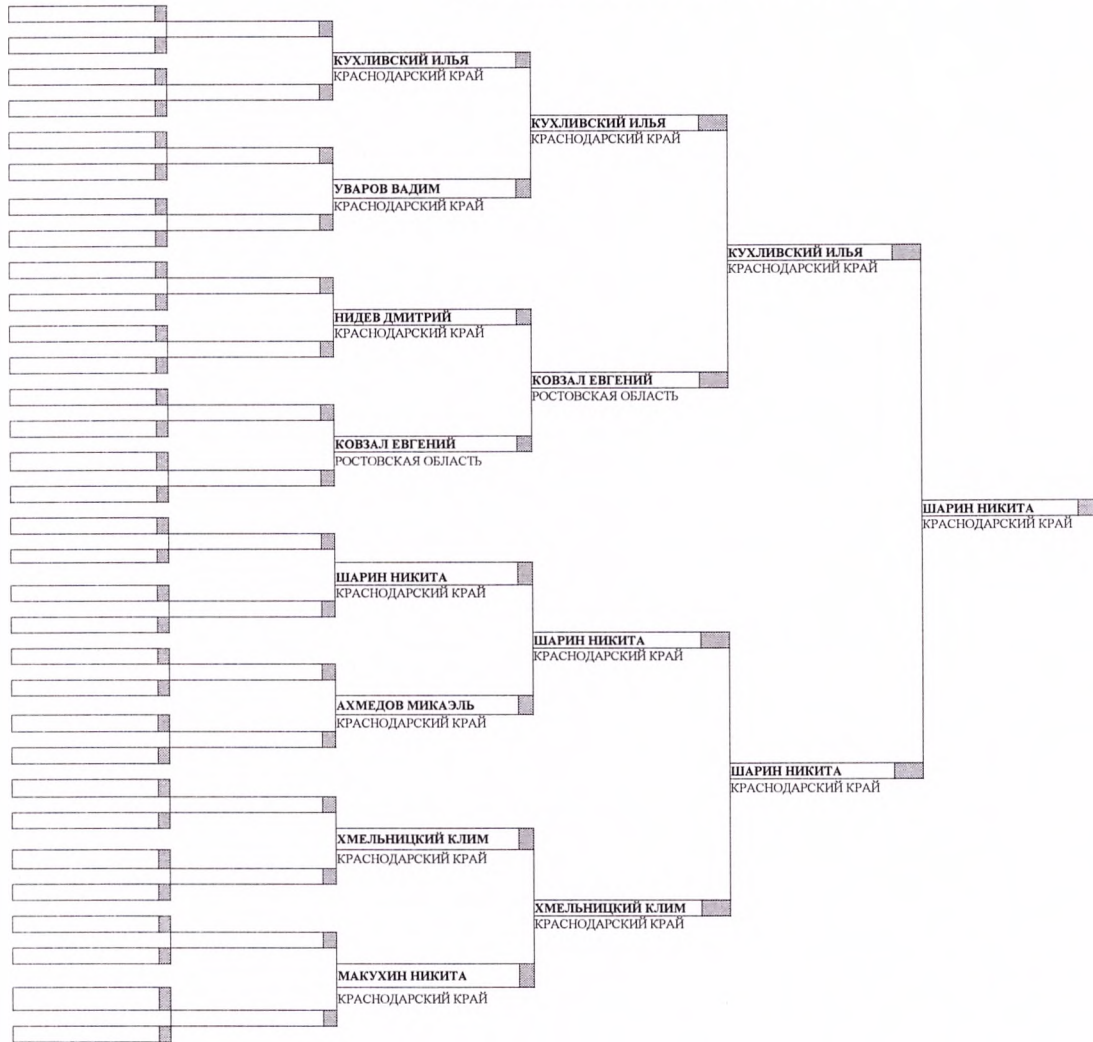 КУХЛИВСКИЙ ИЛЬЯ
КРАСНОДАРСКИЙ КРАЙ
КУХЛИВСКИЙ ИЛЬЯ
КРАСНОДАРСКИЙ КРАЙ
УВАРОВ ВАДИМ
КРАСНОДАРСКИЙ КРАЙ
КУХЛИВСКИЙ ИЛЬЯ
КРАСНОДАРСКИЙ КРАЙ
НИДЕВ ДМИТРИЙ
КРАСНОДАРСКИЙ КРАЙ
КОВЗАЛ ЕВГЕНИЙ
РОСТОВСКАЯ ОБЛАСТЬ
КОВЗАЛ ЕВГЕНИЙ
РОСТОВСКАЯ ОБЛАСТЬ
ШАРИН НИКИТА
КРАСНОДАРСКИЙ КРАЙ
ШАРИН НИКИТА
КРАСНОДАРСКИЙ КРАЙ
ШАРИН НИКИТА
КРАСНОДАРСКИЙ КРАЙ
АХМЕДОВ МИКАЭЛЬ
КРАСНОДАРСКИЙ КРАЙ
ШАРИН НИКИТА
КРАСНОДАРСКИЙ КРАЙ
ХМЕЛЬНИЦКИЙ КЛИМ
КРАСНОДАРСКИЙ КРАЙ
ХМЕЛЬНИЦКИЙ КЛИМ
КРАСНОДАРСКИЙ КРАЙ
МАКУХИН НИКИТА
КРАСНОДАРСКИЙ КРАЙ